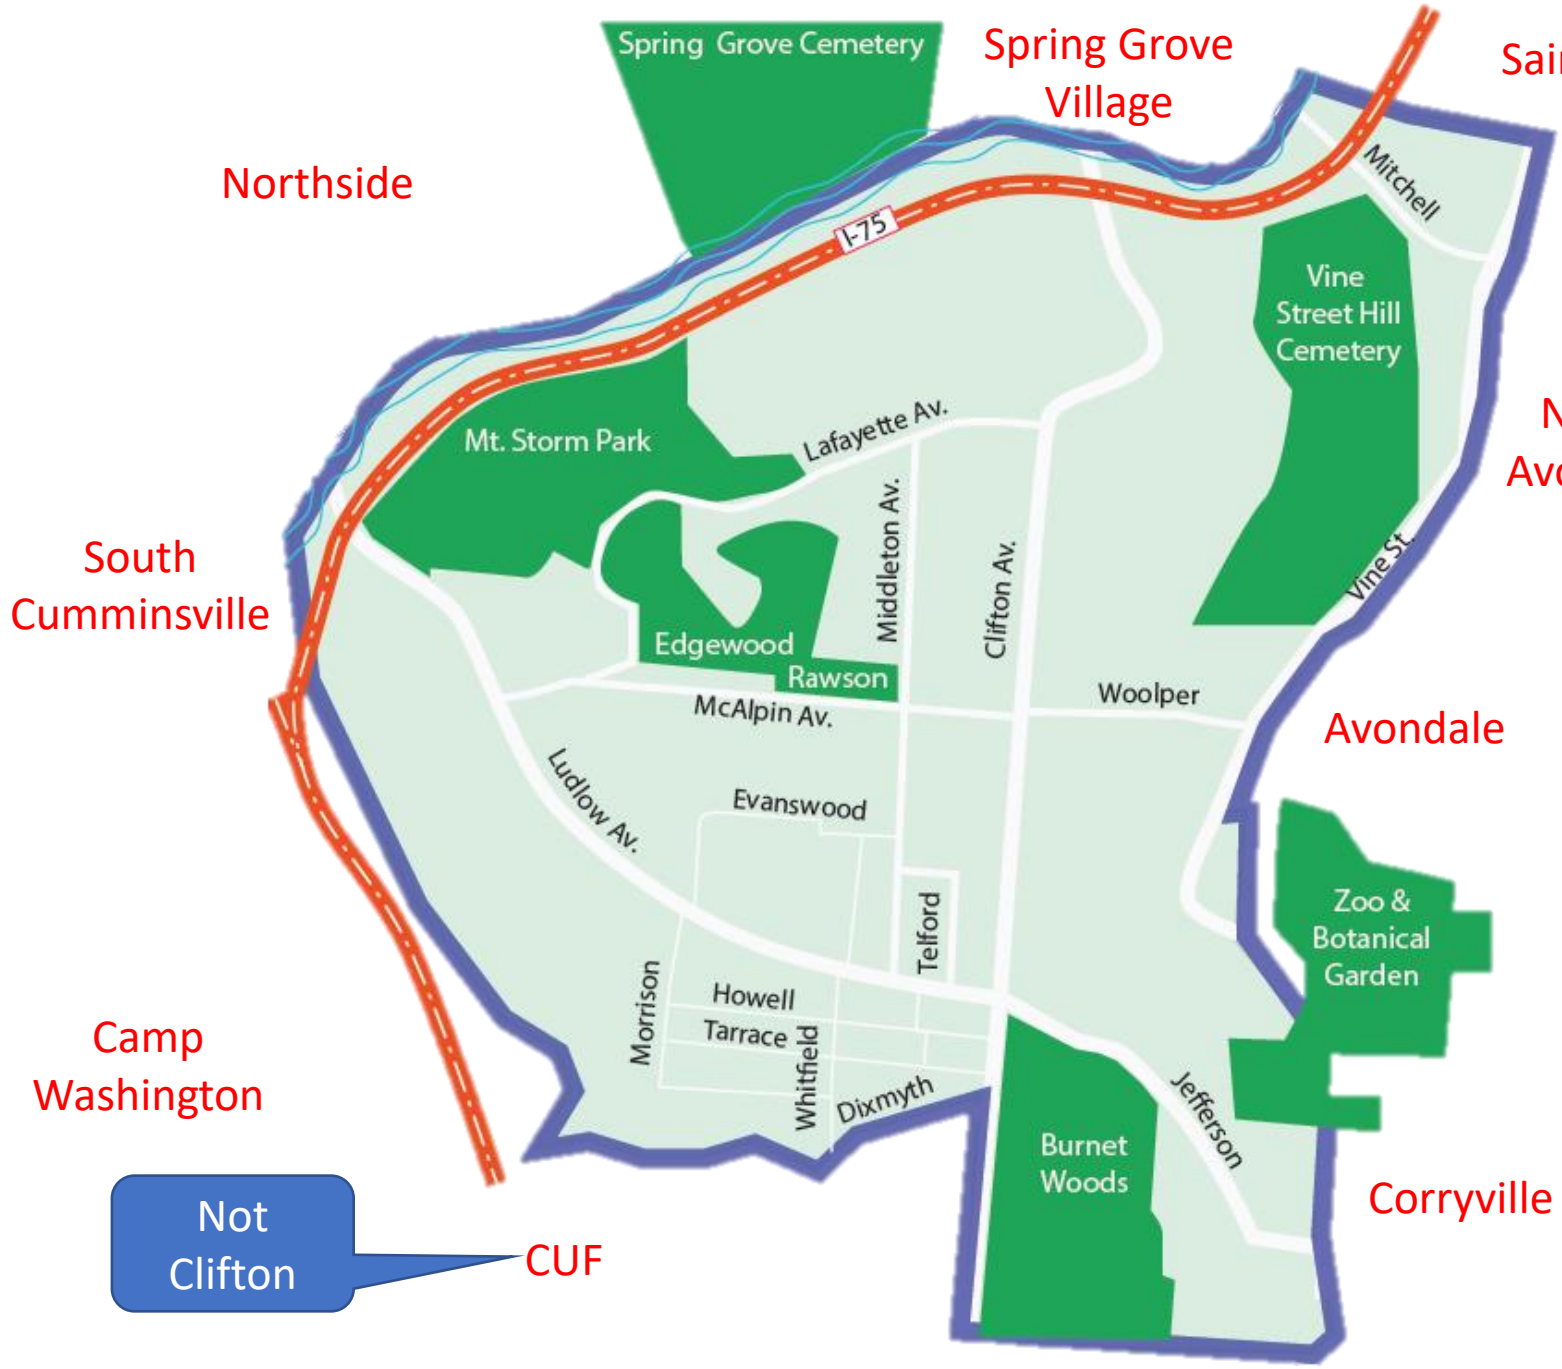 Spring Grove Cemetery
Spring Grove
Village
Sain
Northside
I-75
Mitchell
Vine
Street Hill
Cemetery
Mt. Storm Park
Lafayette Av.
N
Avo
Middleton Av.
Clifton Av.
Vine St.
South
Cumminsville
Edgewood
Rawson
McAlpin Av.
Woolper
Avondale
Ludlow Av.
Evanswood
Telford
Zoo &
Botanical
Garden
Morrison
Howell
Tarrace
Whitfield
Dixmyth
Camp
Washington
Jefferson
Burnet
Woods
Corryville
Not
Clifton
CUF